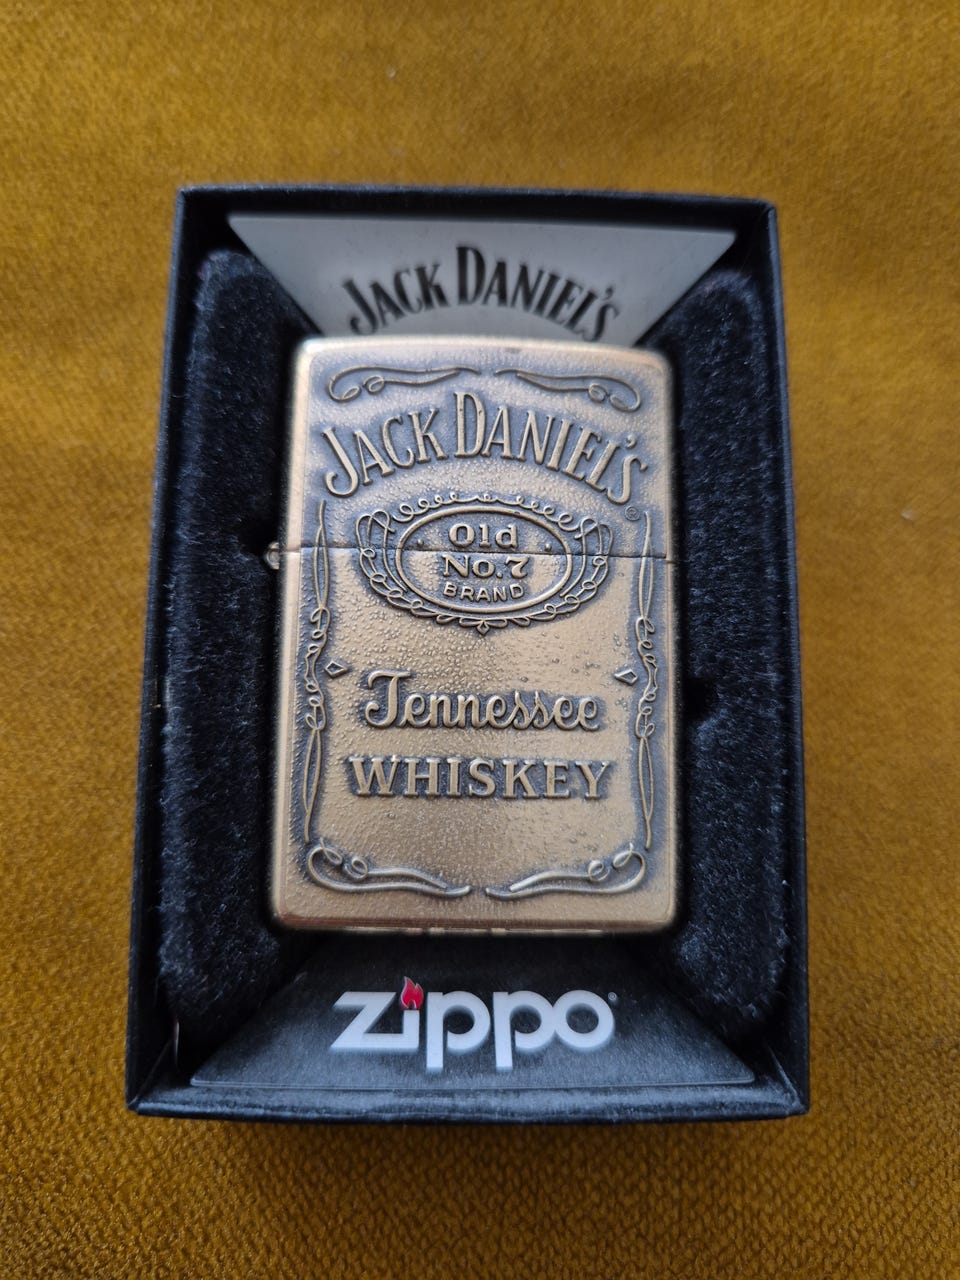 JACK DANIEL'S
JACK DANIEL'S®
Old
No.7
BRAND
Tennessee
WHISKEY
zippo®